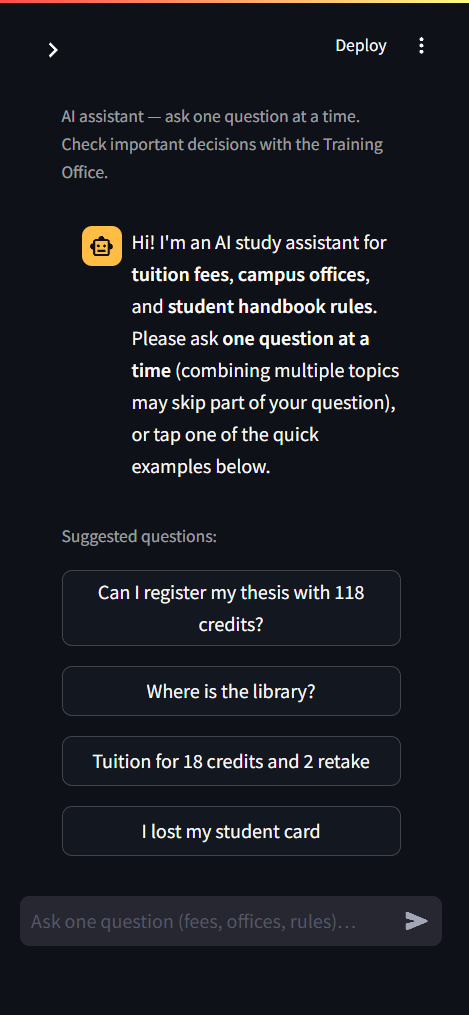 Deploy
AI assistant — ask one question at a time.
Check important decisions with the Training
Office.
Hi! I'm an AI study assistant for
tuition fees, campus offices,
and student handbook rules.
Please ask one question at a
time (combining multiple topics
may skip part of your question),
or tap one of the quick
examples below.
Suggested questions:
Can I register my thesis with 118
credits?
Where is the library?
Tuition for 18 credits and 2 retake
I lost my student card
Ask one question (fees, offices, rules)...